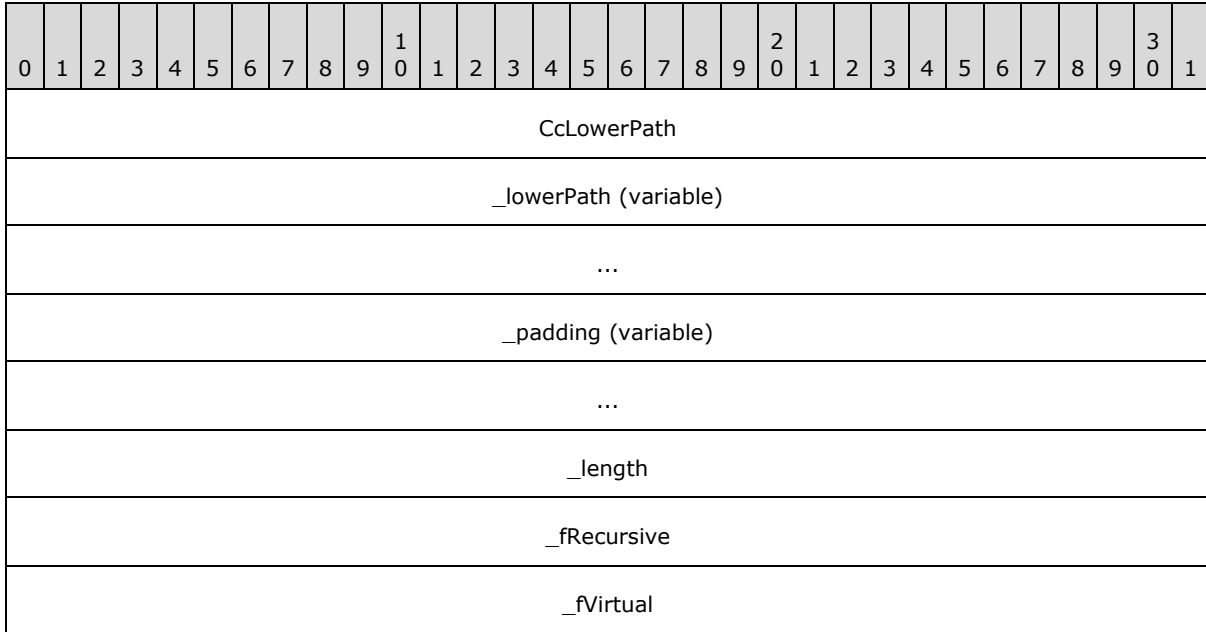 1 2 3
0 1 2 3 4 5 6 7 8 9 0 1 2 3 4 5 6 7 8 9 0 1 2 3 4 5 6 7 8 9 0 1
CcLowerPath
_lowerPath (variable)
...
_padding (variable)
...
_length
_fRecursive
_fVirtual